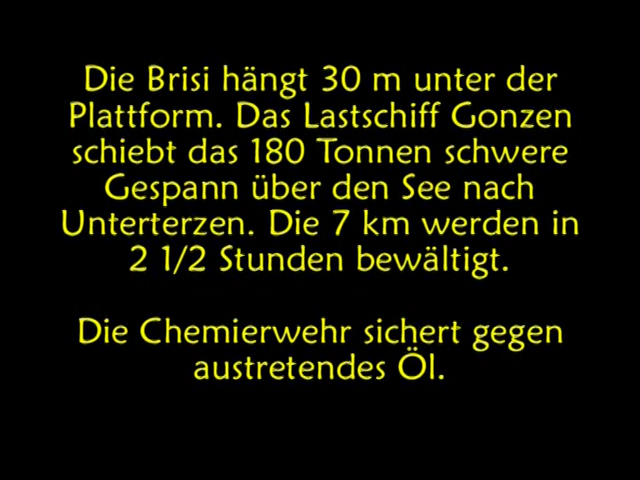 Die Brisi hängt 30 m unter der
Plattform. Das Lastschiff Gonzen
schiebt das 180 Tonnen schwere
Gespann über den See nach
Unterterzen. Die 7 km werden in
2 1/2 Stunden bewältigt.
Die Chemierwehr sichert gegen
austretendes Öl.